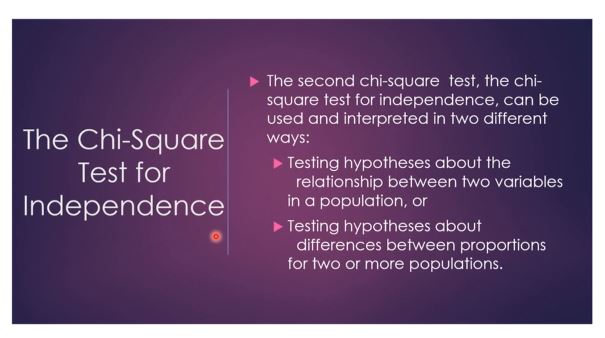 The Chi-Square
Test for
Independence
The second chi-square test, the chi-
square test for independence, can be
used and interpreted in two different
ways:
Testing hypotheses about the
relationship between two variables
in a population, or
Testing hypotheses about
differences between proportions
for two or more populations.